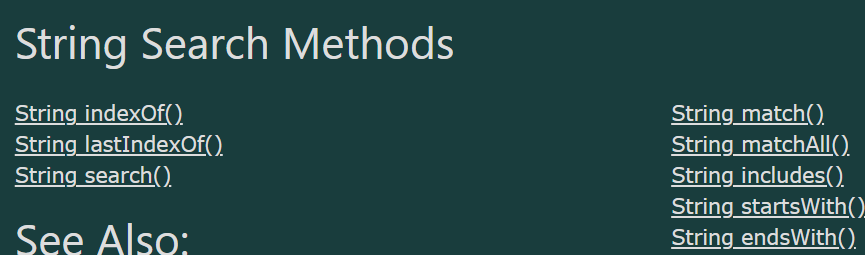 String Search Methods
String indexOf()
String lastIndexOf()
String search()
String match()
String matchAll()
String includes()
String startsWith()
String endsWith()
See Also: